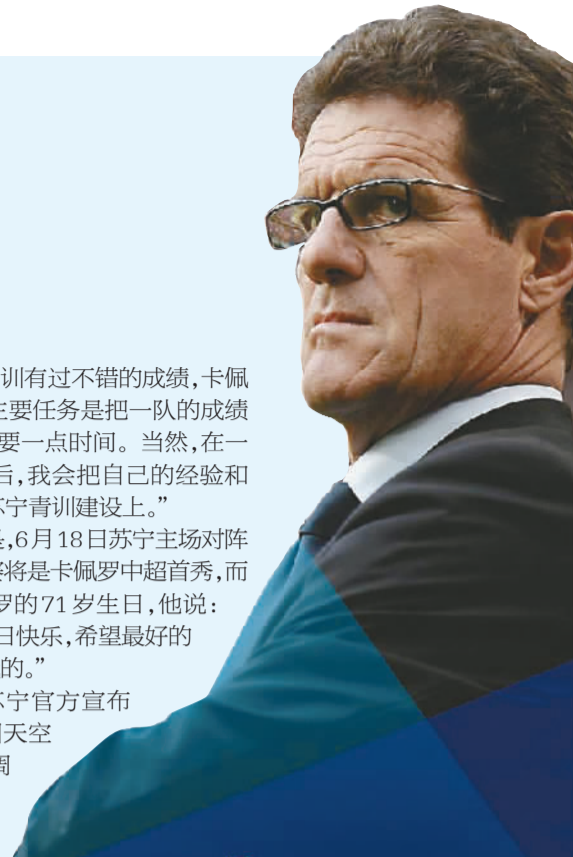 训有过不错的成绩,卡佩
主要任务是把一队的成绩
要一点时间。当然,在一
后,我会把自己的经验和
苏宁青训建设上。”
是,6月18日苏宁主场对阵
赛将是卡佩罗中超首秀,而
罗的71岁生日,他说:
日快乐,希望最好的
的。”
苏宁官方宣布
天空
周